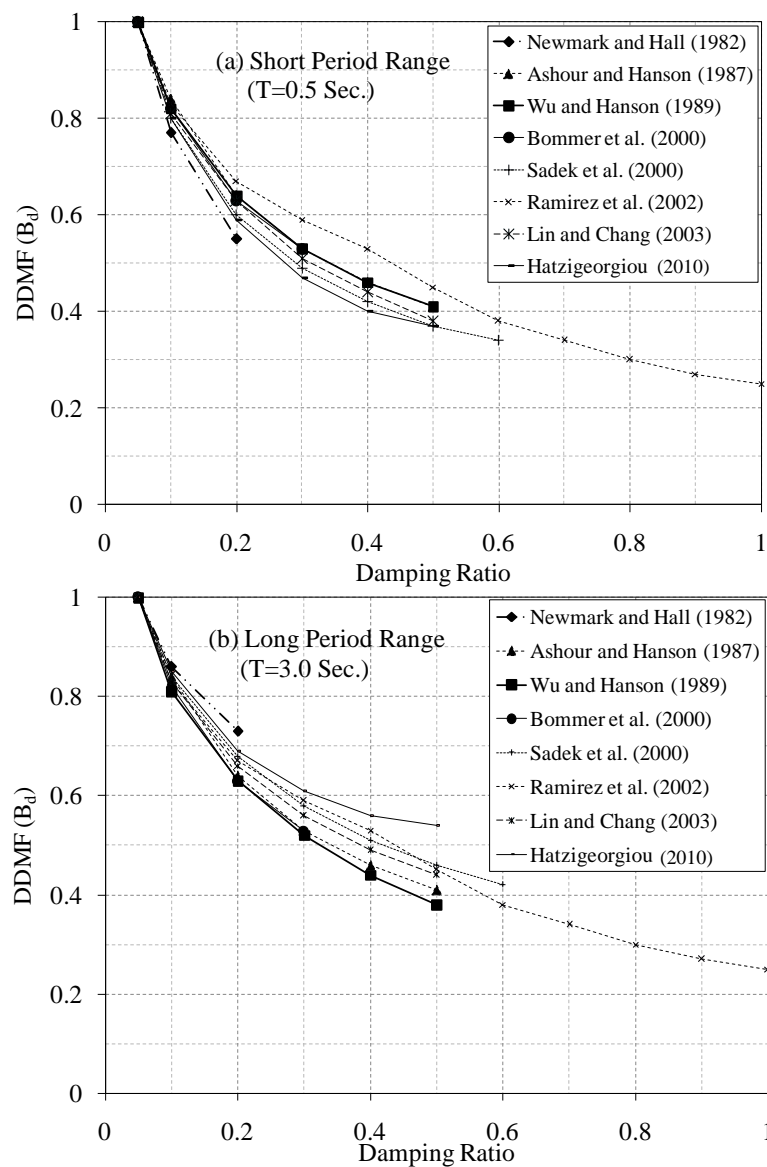 1
0.8
0.6
0.4
0.2
0
DDMF (Bd)
(a) Short Period Range
(T=0.5 Sec.)
Newmark and Hall (1982)
Ashour and Hanson (1987)
Wu and Hanson (1989)
Bommer et al. (2000)
Sadek et al. (2000)
Ramirez et al. (2002)
Lin and Chang (2003)
Hatzigeorgiou (2010)
0 0.2 0.4 0.6 0.8 1
Damping Ratio
1
0.8
0.6
0.4
0.2
0
DDMF (Bd)
(b) Long Period Range
(T=3.0 Sec.)
Newmark and Hall (1982)
Ashour and Hanson (1987)
Wu and Hanson (1989)
Bommer et al. (2000)
Sadek et al. (2000)
Ramirez et al. (2002)
Lin and Chang (2003)
Hatzigeorgiou (2010)
0 0.2 0.4 0.6 0.8 1
Damping Ratio